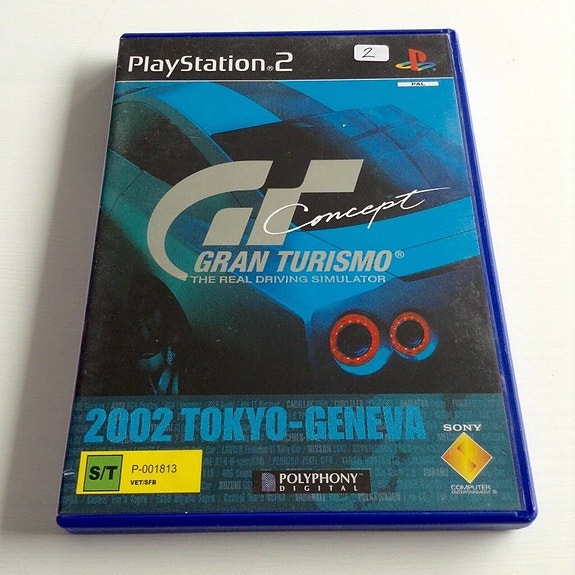 PlayStation®2
2
PAL
GT Concept
GRAN TURISMO®
THE REAL DRIVING SIMULATOR
2002 TOKYO-GENEVA
SONY
S/T
P-001813
VET/SFB
POLYPHONY
DIGITAL
COMPUTER
ENTERTAINMENT®